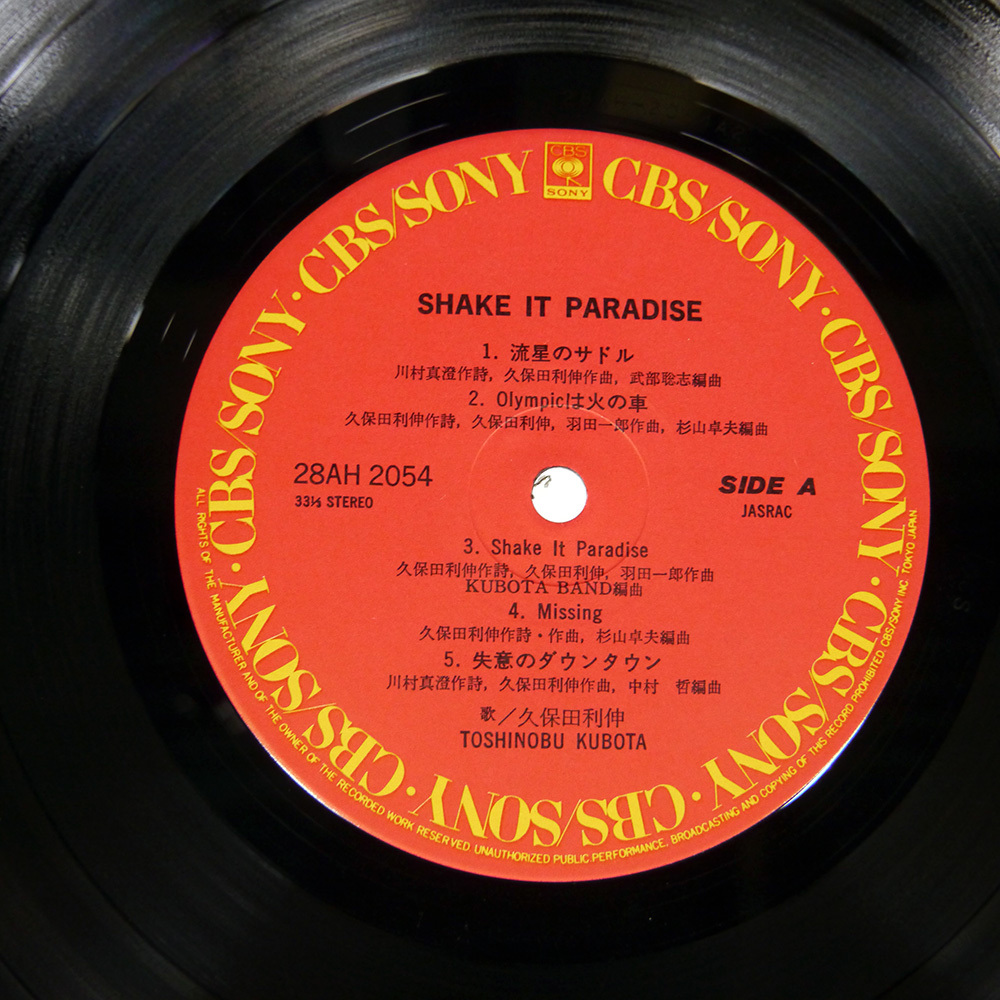 CBS
SONY
CBS/SONY · CBS/SONY · CBS/SONY · CBS/SONY · CBS/SONY · CBS/SONY · CBS/SONY · CBS/SONY · CBS/SONY
SHAKE IT PARADISE
1. 流星のサドル
川村真澄作詩, 久保田利伸作曲, 武部聡志編曲
2. Olympicは火の車
久保田利伸作詩, 久保田利伸, 羽田一郎作曲, 杉山卓夫編曲
28AH 2054
33⅓ STEREO
SIDE A
JASRAC
3. Shake It Paradise
久保田利伸作詩, 久保田利伸, 羽田一郎作曲
KUBOTA BAND編曲
4. Missing
久保田利伸作詩・作曲, 杉山卓夫編曲
5. 失意のダウンタウン
川村真澄作詩, 久保田利伸作曲, 中村 哲編曲
歌／久保田利伸
TOSHINOBU KUBOTA
ALL RIGHTS OF THE MANUFACTURER AND OF THE OWNER OF THE RECORDED WORK RESERVED. UNAUTHORIZED PUBLIC PERFORMANCE, BROADCASTING AND COPYING OF THIS RECORD PROHIBITED. CBS/SONY INC. TOKYO JAPAN